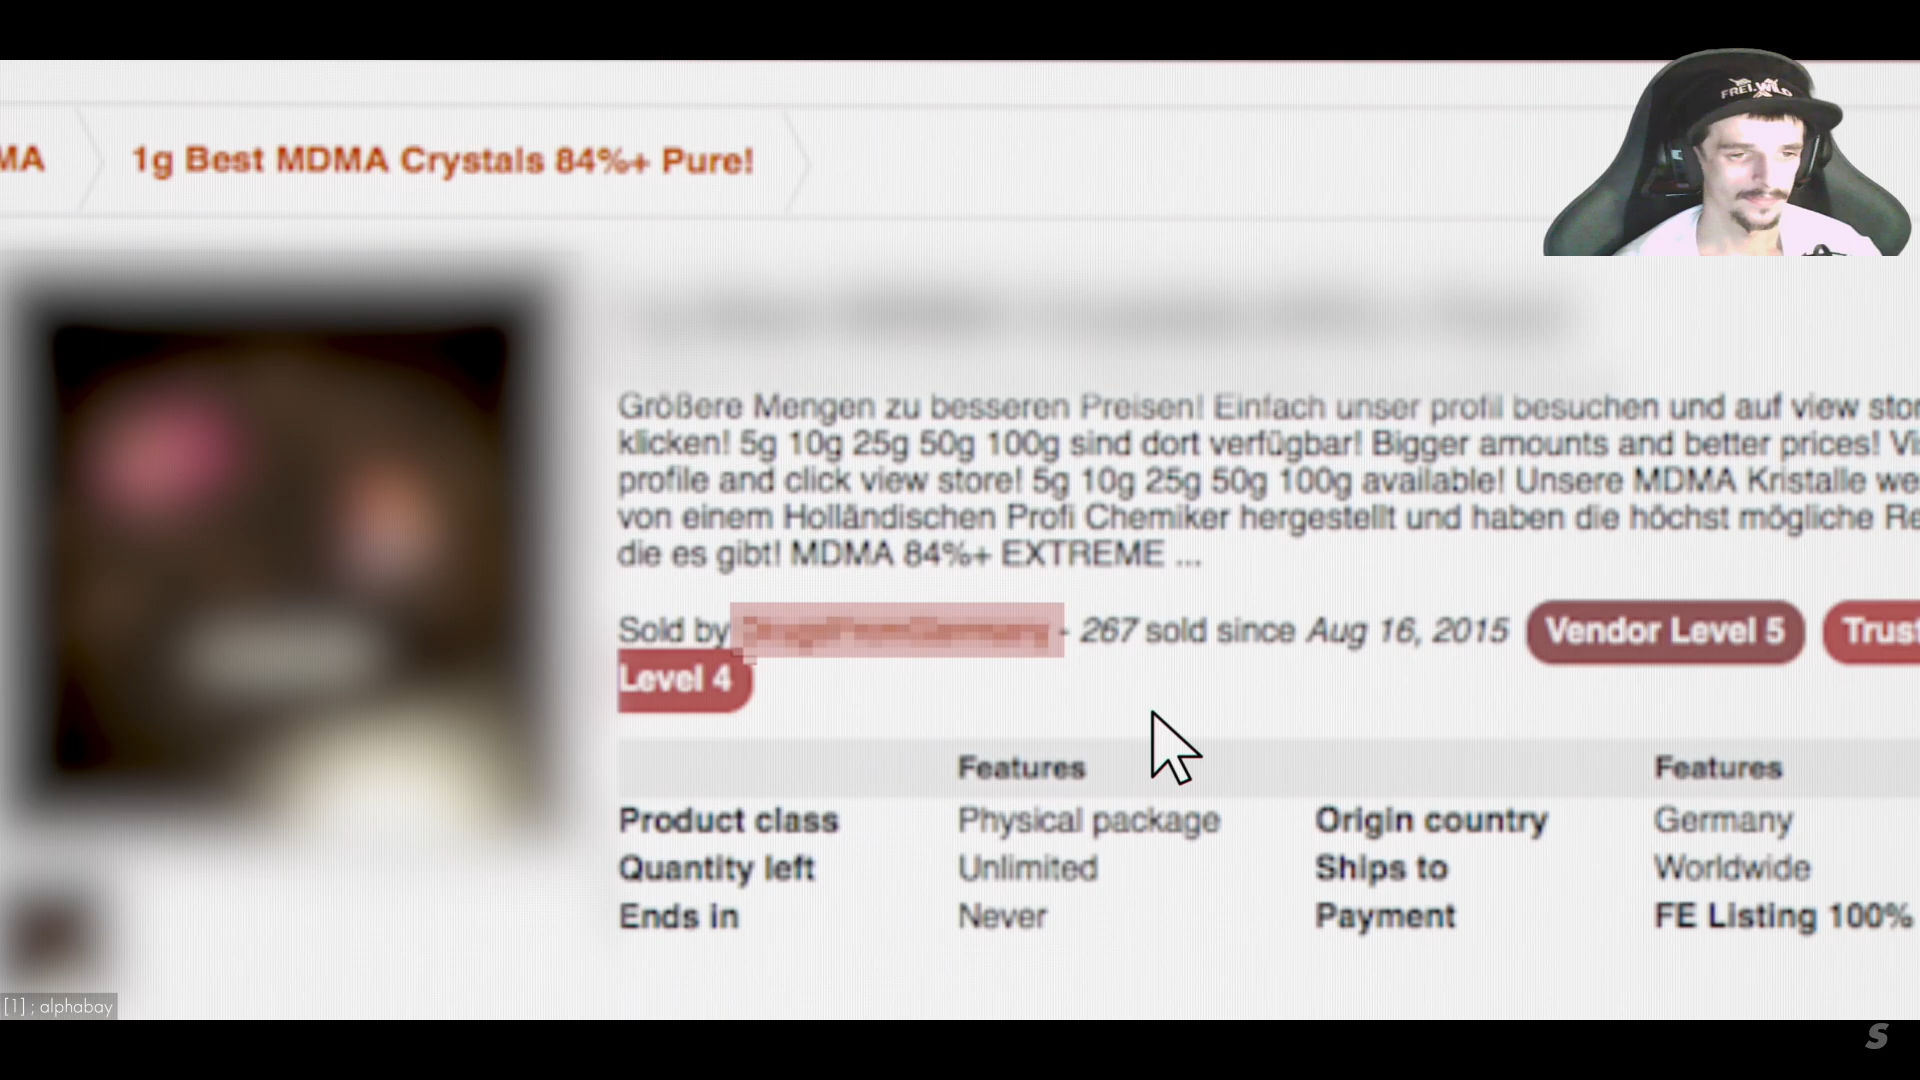 FREI.WILD
MA
1g Best MDMA Crystals 84%+ Pure!
Größere Mengen zu besseren Preisen! Einfach unser profil besuchen und auf view stor
klicken! 5g 10g 25g 50g 100g sind dort verfügbar! Bigger amounts and better prices! Vi
profile and click view store! 5g 10g 25g 50g 100g available! Unsere MDMA Kristalle we
von einem Holländischen Profi Chemiker hergestellt und haben die höchst mögliche Re
die es gibt! MDMA 84%+ EXTREME ...
Sold by - 267 sold since Aug 16, 2015 Vendor Level 5 Trust
Level 4
Features Features
Product class Physical package Origin country Germany
Quantity left Unlimited Ships to Worldwide
Ends in Never Payment FE Listing 100%
[1] ; alphabay
S